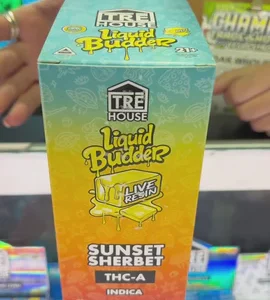 TRE
HOUSE
Liquid
Budder
21+
TRE
HOUSE
Liquid
Budder
LIVE
RESIN
SUNSET
SHERBET
THC-A
INDICA